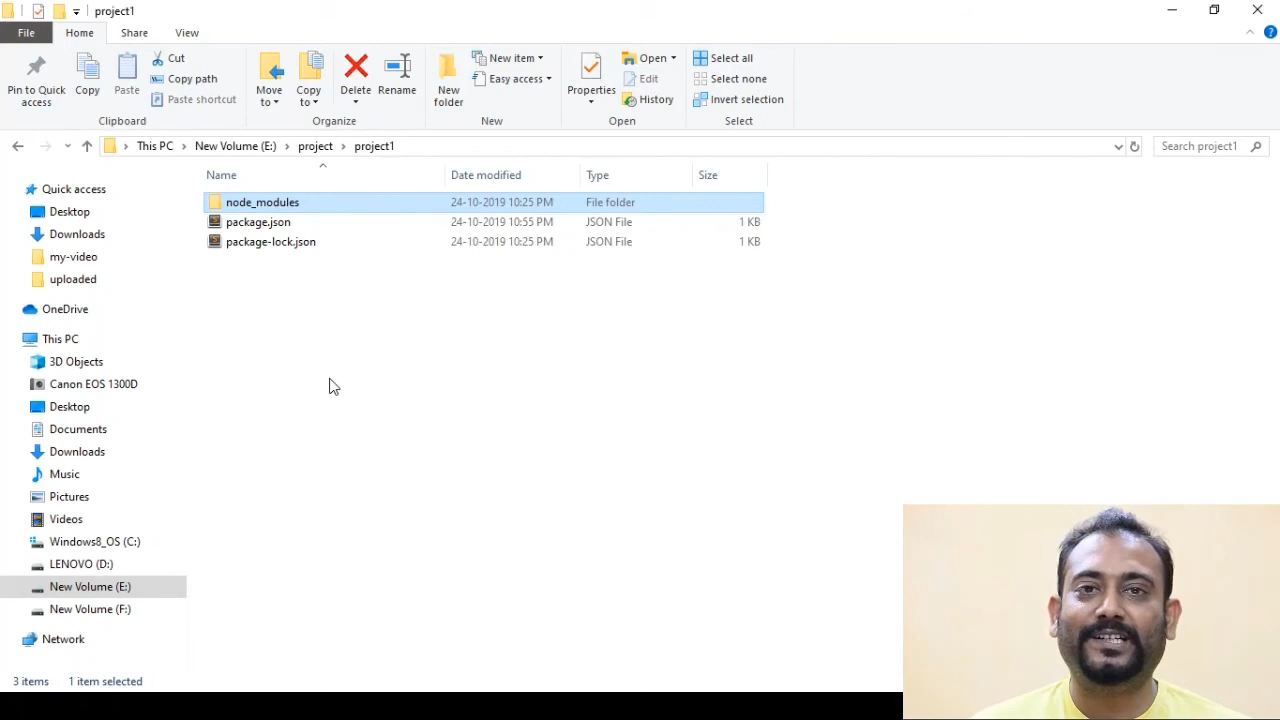 project1
File
Home
Share
View
Pin to Quick
access
Copy
Paste
Cut
Copy path
Paste shortcut
Clipboard
Move
to
Copy
to
Delete
Rename
Organize
New
folder
New item
Easy access
New
Properties
Open
Edit
History
Open
Select all
Select none
Invert selection
Select
This PC > New Volume (E:) > project > project1
Search project1
Name Date modified Type Size
node_modules 24-10-2019 10:25 PM File folder
package.json 24-10-2019 10:55 PM JSON File 1 KB
package-lock.json 24-10-2019 10:25 PM JSON File 1 KB
Quick access
Desktop
Downloads
my-video
uploaded
OneDrive
This PC
3D Objects
Canon EOS 1300D
Desktop
Documents
Downloads
Music
Pictures
Videos
Windows8_OS (C:)
LENOVO (D:)
New Volume (E:)
New Volume (F:)
Network
3 items 1 item selected